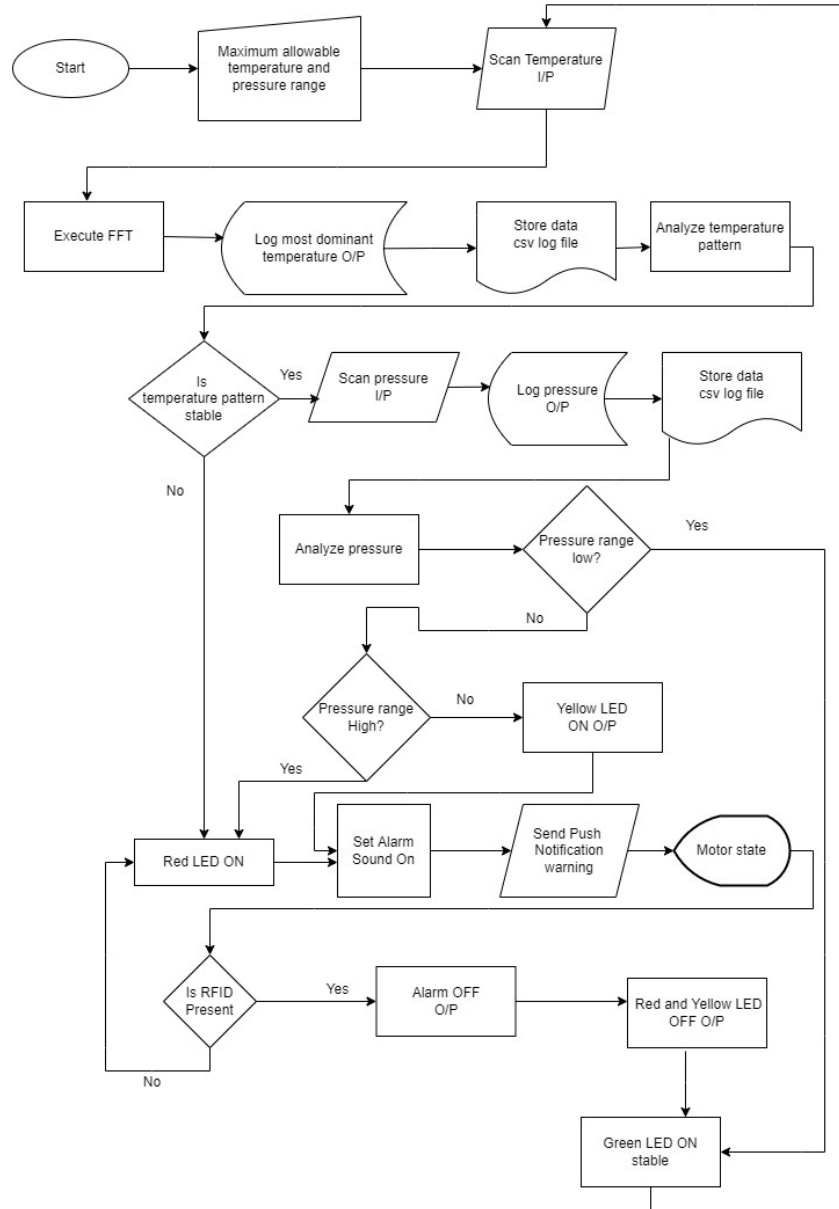 Start
Maximum allowable
temperature and
pressure range
Scan Temperature
I/P
Execute FFT
Log most dominant
temperature O/P
Store data
csv log file
Analyze temperature
pattern
Is
temperature pattern
stable
Yes
Scan pressure
I/P
Log pressure
O/P
Store data
csv log file
No
Analyze pressure
Pressure range
low?
Yes
No
Pressure range
High?
No
Yellow LED
ON O/P
Yes
Red LED ON
Set Alarm
Sound On
Send Push
Notification
warning
Motor state
Is RFID
Present
Yes
Alarm OFF
O/P
Red and Yellow LED
OFF O/P
No
Green LED ON
stable